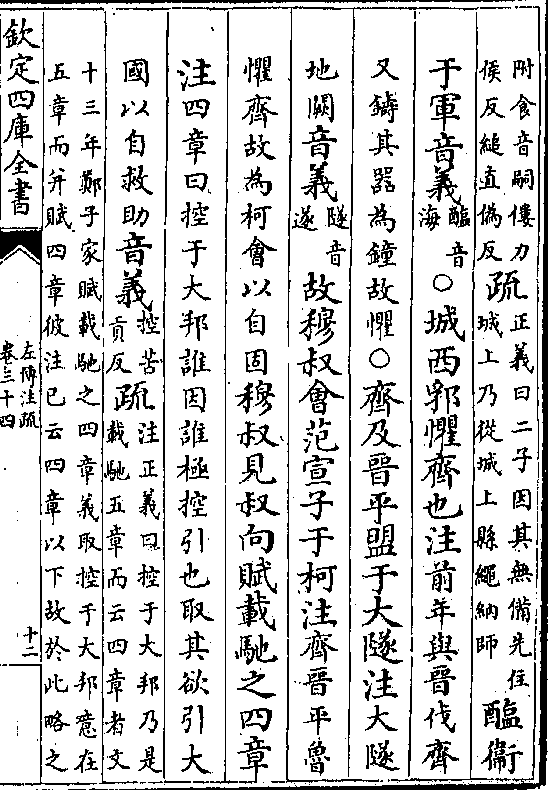 附食音嗣僂力
侯反縋直偽反
疏
正義曰二子因其無備先往
城上乃從城上縣繩納師
醢衞
于軍音義
醢音
海
○城西郛懼齊也注前年與晉伐齊
又鑄其器為鐘故懼○齊及晉平盟于大隧注大隧
地闕音義
隧音
遂
故穆叔會范宣子于柯注齊晉平魯
懼齊故為柯會以自固穆叔見叔向賦載馳之四章
注四章曰控于大邦誰因誰極控引也取其欲引大
國以自救助音義
控苦
貢反
疏
注正義曰控于大邦乃是
載馳五章而云四章者文
十三年鄭子家賦載馳之四章義取控于大邦意在
五章而并賦四章彼注已云四章以下故於此略之
欽定四庫全書
左傳注疏
卷三十四
十二